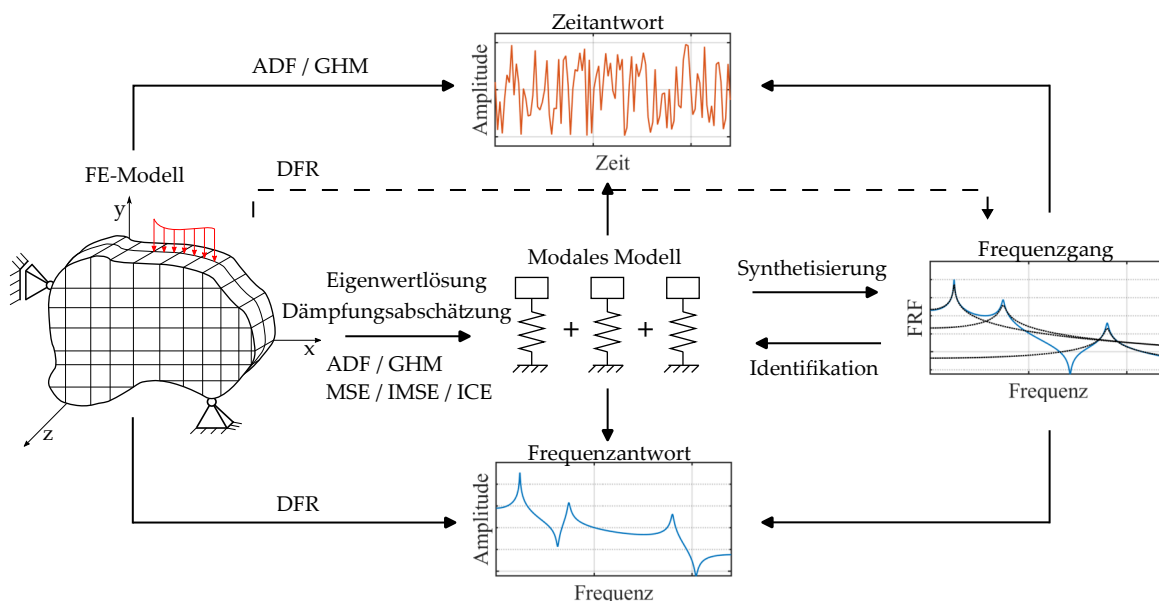 Zeitantwort
Amplitude
Zeit
ADF / GHM
FE-Modell
DFR
y
x
z
Eigenwertlösung
Dämpfungsabschätzung
ADF / GHM
MSE / IMSE / ICE
Modales Modell
+ +
Synthetisierung
Identifikation
Frequenzgang
FRF
Frequenz
DFR
Frequenzantwort
Amplitude
Frequenz